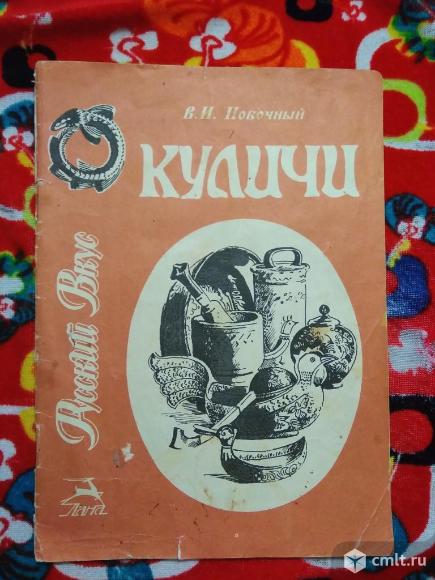 В.И. Побочный
КУЛИЧИ
Русский Вкус
Лана
cmlt.ru